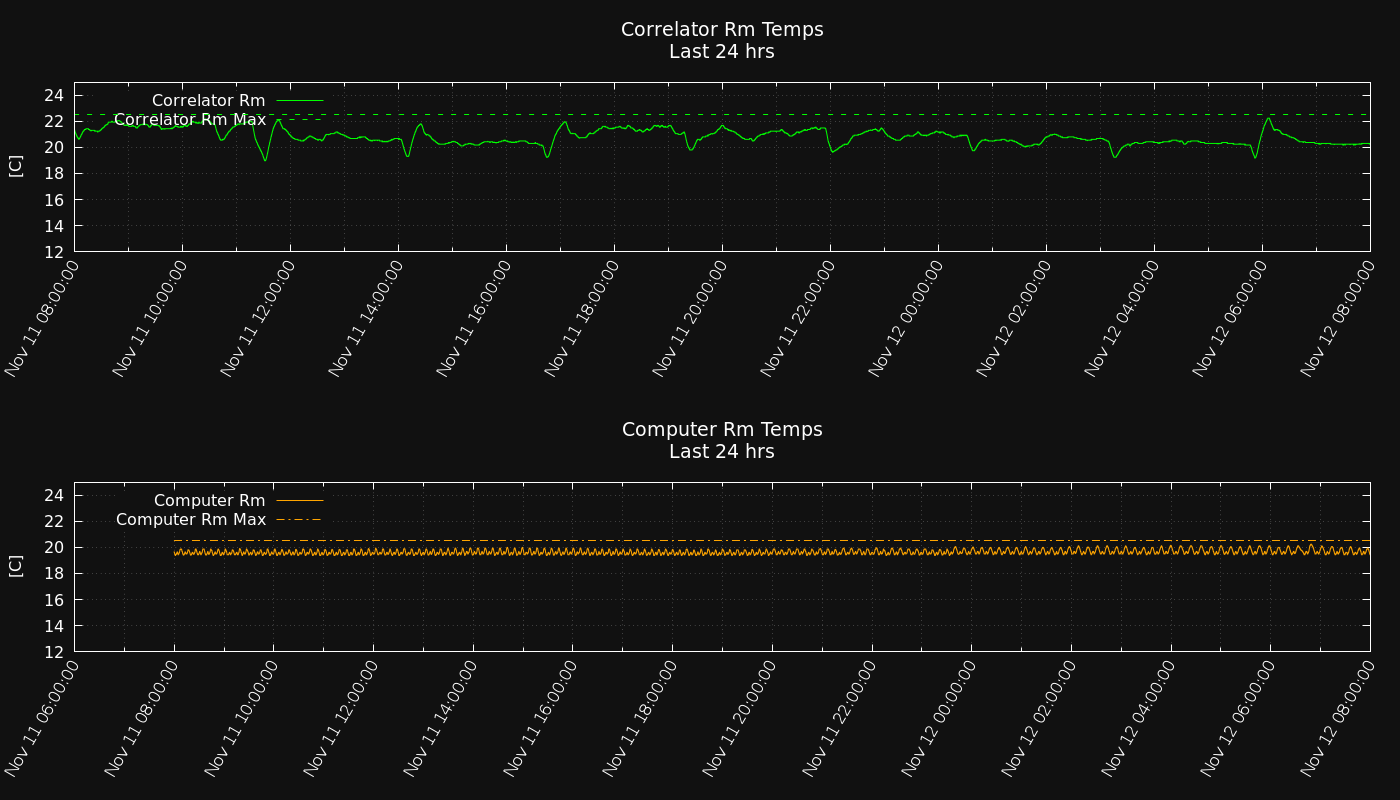 Correlator Rm Temps
Last 24 hrs
24
22
20
18
16
14
12
[C]
Correlator Rm
Correlator Rm Max
Nov 11 08:00:00
Nov 11 10:00:00
Nov 11 12:00:00
Nov 11 14:00:00
Nov 11 16:00:00
Nov 11 18:00:00
Nov 11 20:00:00
Nov 11 22:00:00
Nov 12 00:00:00
Nov 12 02:00:00
Nov 12 04:00:00
Nov 12 06:00:00
Nov 12 08:00:00
Computer Rm Temps
Last 24 hrs
24
22
20
18
16
14
12
[C]
Computer Rm
Computer Rm Max
Nov 11 06:00:00
Nov 11 08:00:00
Nov 11 10:00:00
Nov 11 12:00:00
Nov 11 14:00:00
Nov 11 16:00:00
Nov 11 18:00:00
Nov 11 20:00:00
Nov 11 22:00:00
Nov 12 00:00:00
Nov 12 02:00:00
Nov 12 04:00:00
Nov 12 06:00:00
Nov 12 08:00:00